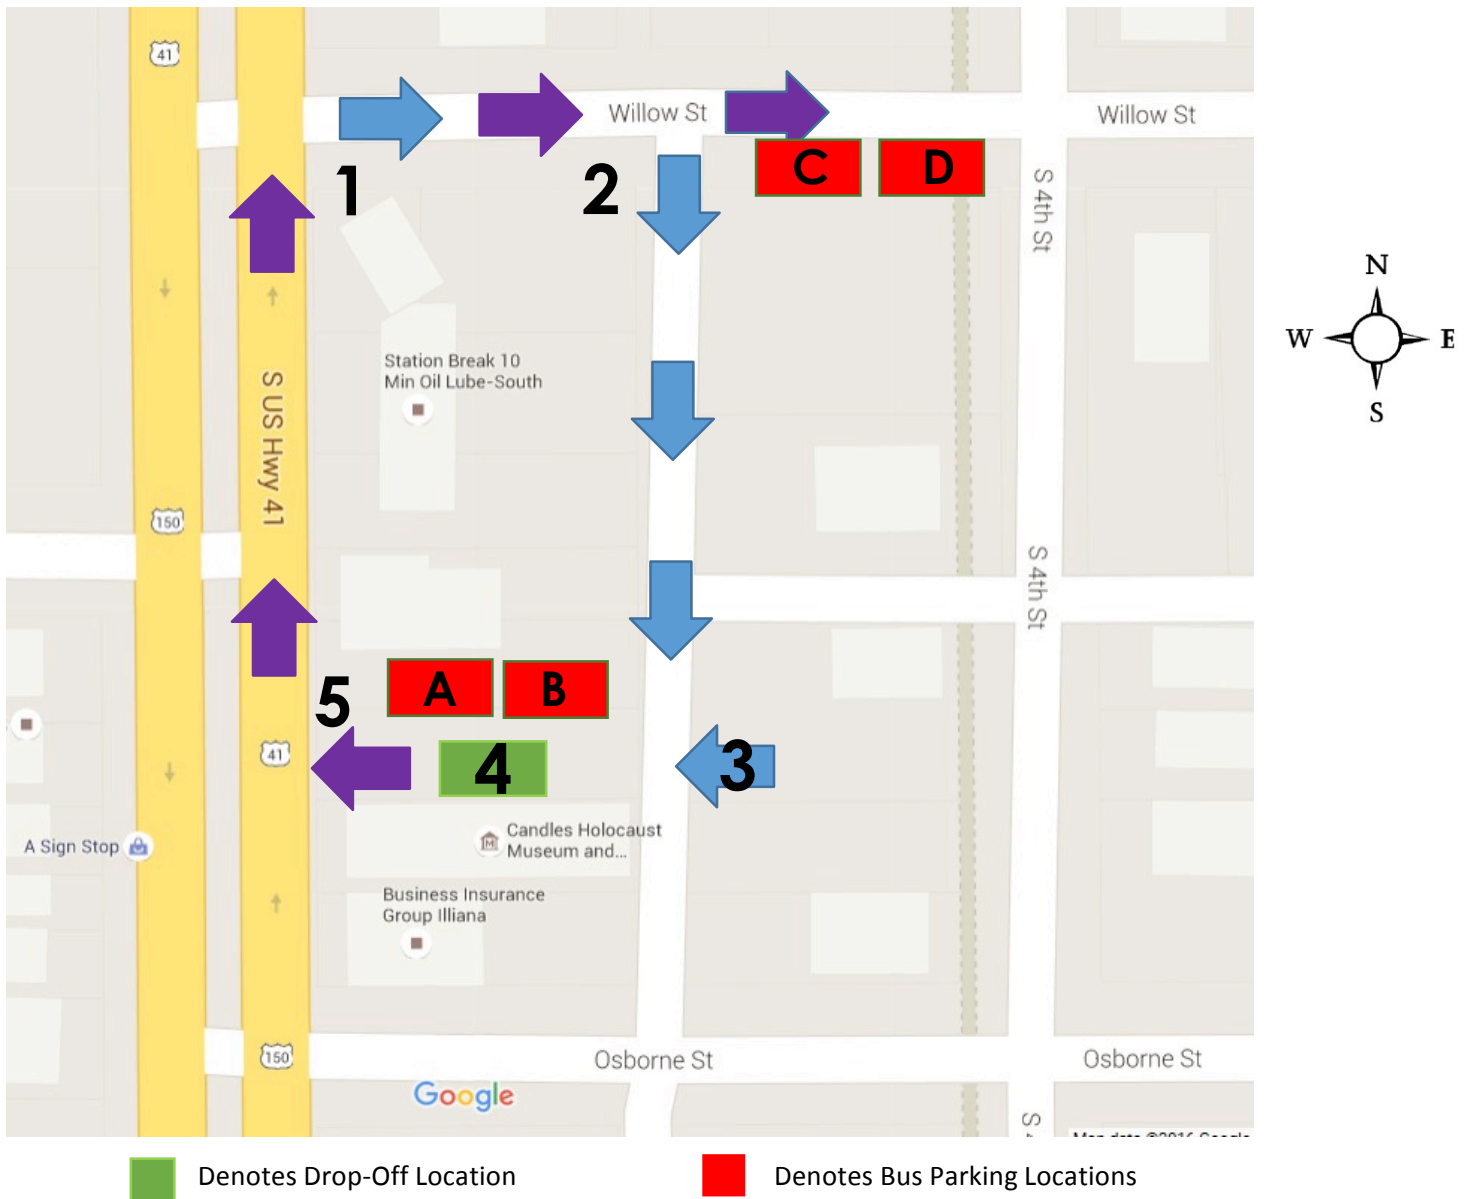 41
Willow St
Willow St
C
D
1
2
S 4th St
N
W
E
S
Station Break 10
Min Oil Lube-South
S US Hwy 41
150
S 4th St
A
B
5
41
4
3
A Sign Stop
Candles Holocaust
Museum and...
Business Insurance
Group Illiana
150
Osborne St
Osborne St
Google
Denotes Drop-Off Location
Denotes Bus Parking Locations